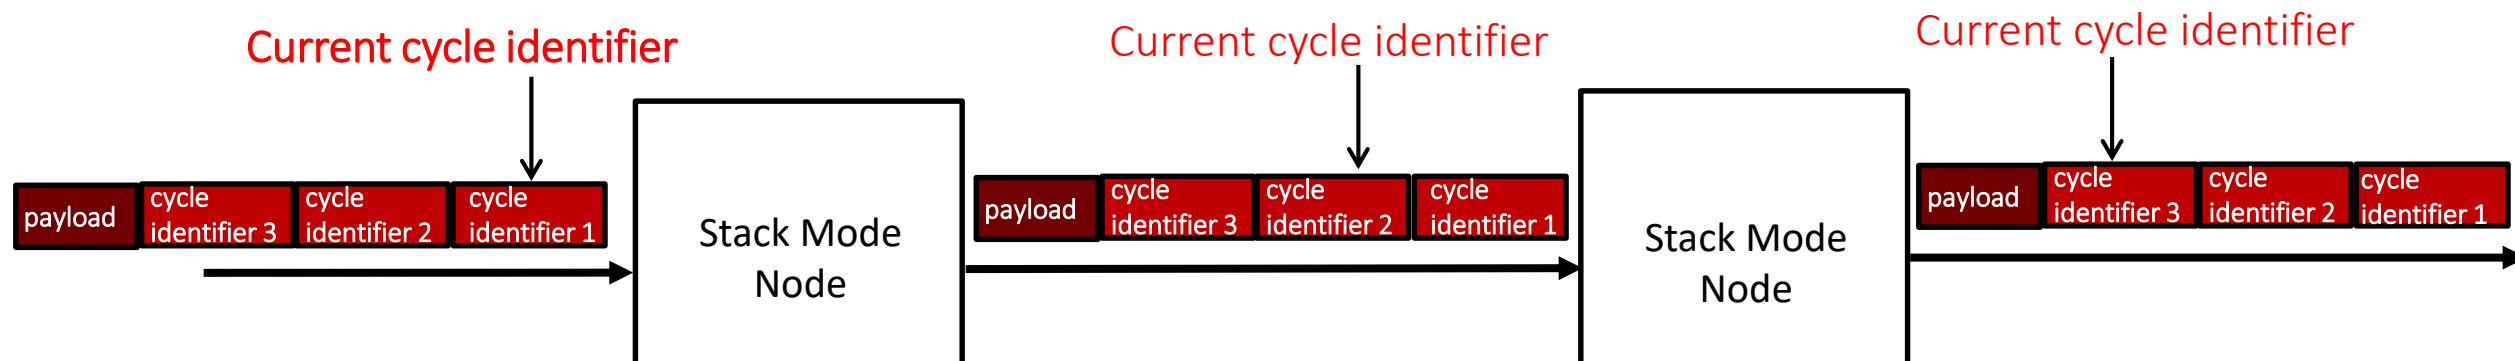 Current cycle identifier
Current cycle identifier
Current cycle identifier
payload
cycle
identifier 3
cycle
identifier 2
cycle
identifier 1
Stack Mode
Node
payload
cycle
identifier 3
cycle
identifier 2
cycle
identifier 1
Stack Mode
Node
payload
cycle
identifier 3
cycle
identifier 2
cycle
identifier 1